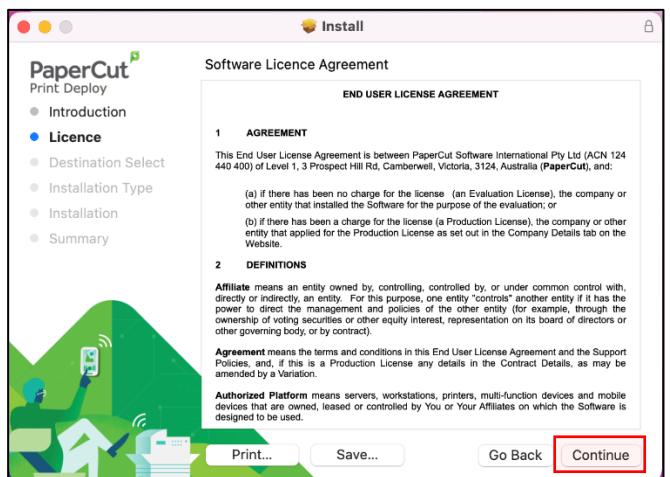 Install
PaperCut
Print Deploy
Introduction
Licence
Destination Select
Installation Type
Installation
Summary
Software Licence Agreement
END USER LICENSE AGREEMENT
1 AGREEMENT
This End User License Agreement is between PaperCut Software International Pty Ltd (ACN 124
440 400) of Level 1, 3 Prospect Hill Rd, Camberwell, Victoria, 3124, Australia (PaperCut), and:
(a) if there has been no charge for the license (an Evaluation License), the company or
other entity that installed the Software for the purpose of the evaluation; or
(b) if there has been a charge for the license (a Production License), the company or other
entity that applied for the Production License as set out in the Company Details tab on the
Website.
2 DEFINITIONS
Affiliate means an entity owned by, controlling, controlled by, or under common control with,
directly or indirectly, an entity. For this purpose, one entity "controls" another entity if it has the
power to direct the management and policies of the other entity (for example, through the
ownership of voting securities or other equity interest, representation on its board of directors or
other governing body, or by contract).
Agreement means the terms and conditions in this End User License Agreement and the Support
Policies, and, if this is a Production License any details in the Contract Details, as may be
amended by a Variation.
Authorized Platform means servers, workstations, printers, multi-function devices and mobile
devices that are owned, leased or controlled by You or Your Affiliates on which the Software is
designed to be used.
Print...
Save...
Go Back
Continue